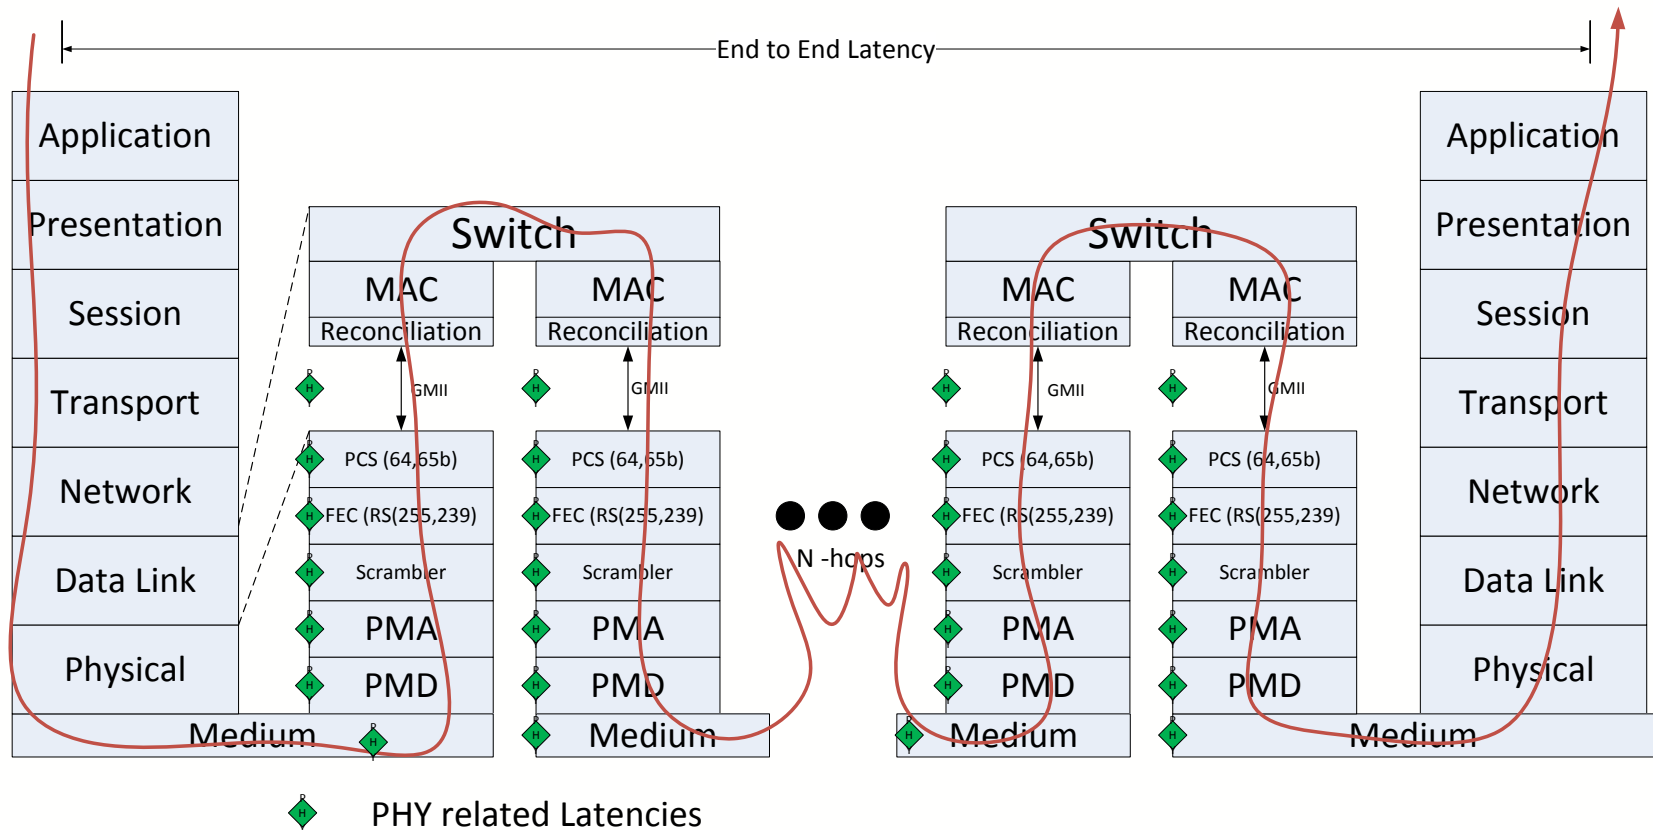 End to End Latency
Application
Presentation
Session
Transport
Network
Data Link
Physical
Medium
Switch
MAC
MAC
Reconciliation
Reconciliation
GMII
GMII
PCS (64,65b)
PCS (64,65b)
FEC (RS(255,239)
FEC (RS(255,239)
Scrambler
Scrambler
PMA
PMA
PMD
PMD
Medium
N -hops
Switch
MAC
MAC
Reconciliation
Reconciliation
GMII
GMII
PCS (64,65b)
PCS (64,65b)
FEC (RS(255,239)
FEC (RS(255,239)
Scrambler
Scrambler
PMA
PMA
PMD
PMD
Medium
Medium
Application
Presentation
Session
Transport
Network
Data Link
Physical
H
PHY related Latencies